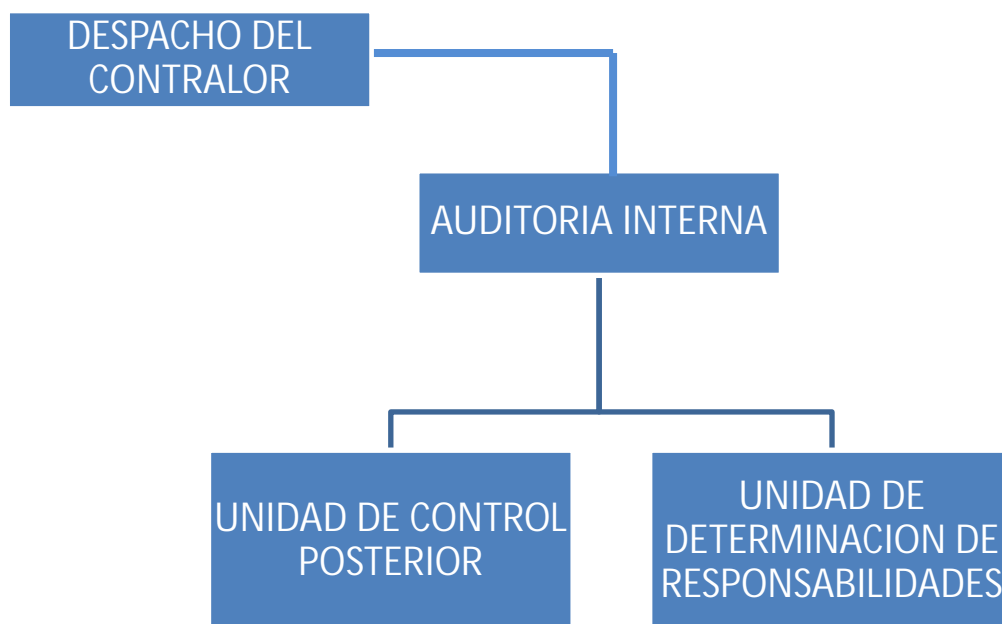 DESPACHO DEL
CONTRALOR
AUDITORIA INTERNA
UNIDAD DE CONTROL
POSTERIOR
UNIDAD DE
DETERMINACION DE
RESPONSABILIDADES